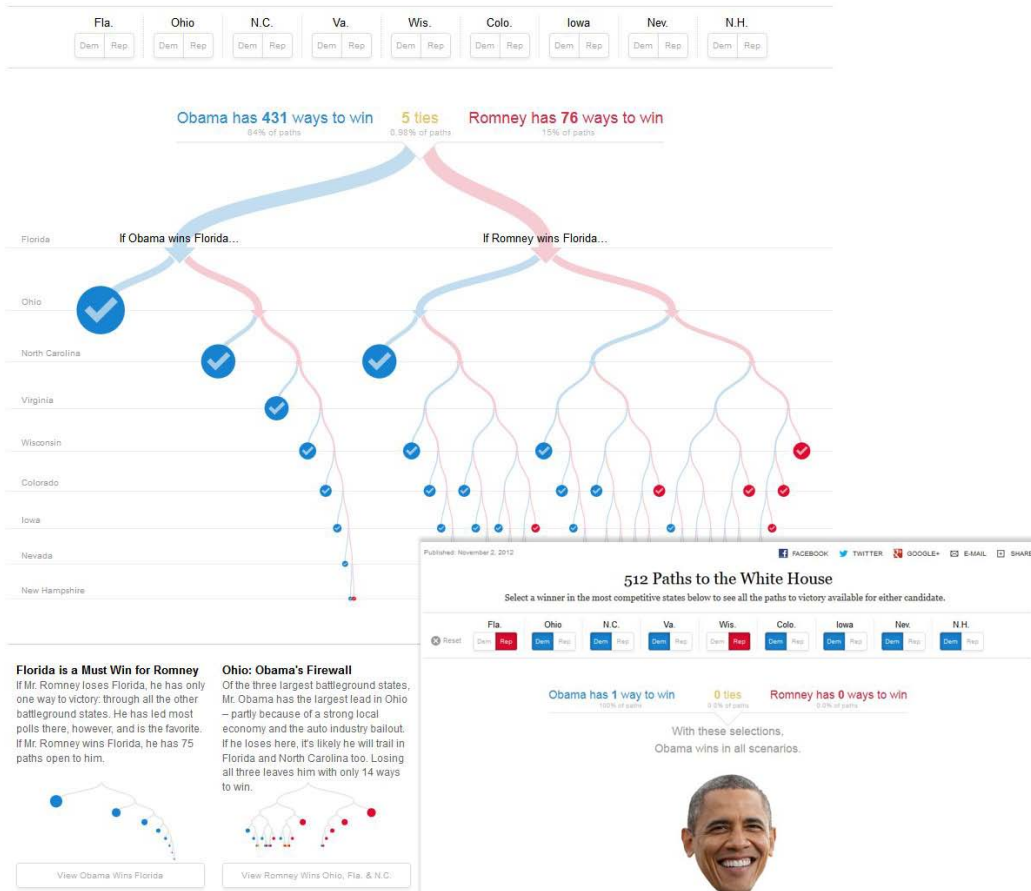 Fla. Ohio N.C. Va. Wis. Colo. Iowa Nev. N.H.
Dem Rep Dem Rep Dem Rep Dem Rep Dem Rep Dem Rep Dem Rep Dem Rep Dem Rep
Obama has 431 ways to win 5 ties Romney has 76 ways to win
84% of paths 0.98% of paths 15% of paths
Florida If Obama wins Florida... If Romney wins Florida...
Ohio
North Carolina
Virginia
Wisconsin
Colorado
Iowa
Nevada
New Hampshire
Florida is a Must Win for Romney
If Mr. Romney loses Florida, he has only
one way to victory: through all the other
battleground states. He has led most
polls there, however, and is the favorite.
If Mr. Romney wins Florida, he has 75
paths open to him.
View Obama Wins Florida
Ohio: Obama's Firewall
Of the three largest battleground states,
Mr. Obama has the largest lead in Ohio
– partly because of a strong local
economy and the auto industry bailout.
If he loses here, it's likely he will trail in
Florida and North Carolina too. Losing
all three leaves him with only 14 ways
to win.
View Romney Wins Ohio, Fla. & N.C
Published: November 2, 2012 FACEBOOK TWITTER GOOGLE+ E-MAIL SHARE
512 Paths to the White House
Select a winner in the most competitive states below to see all the paths to victory available for either candidate.
Fla. Ohio N.C. Va. Wis. Colo. Iowa Nev. N.H.
Reset Dem Rep Dem Rep Dem Rep Dem Rep Dem Rep Dem Rep Dem Rep Dem Rep Dem Rep
Obama has 1 way to win 0 ties Romney has 0 ways to win
100% of paths 0.0% of paths 0.0% of paths
With these selections,
Obama wins in all scenarios.